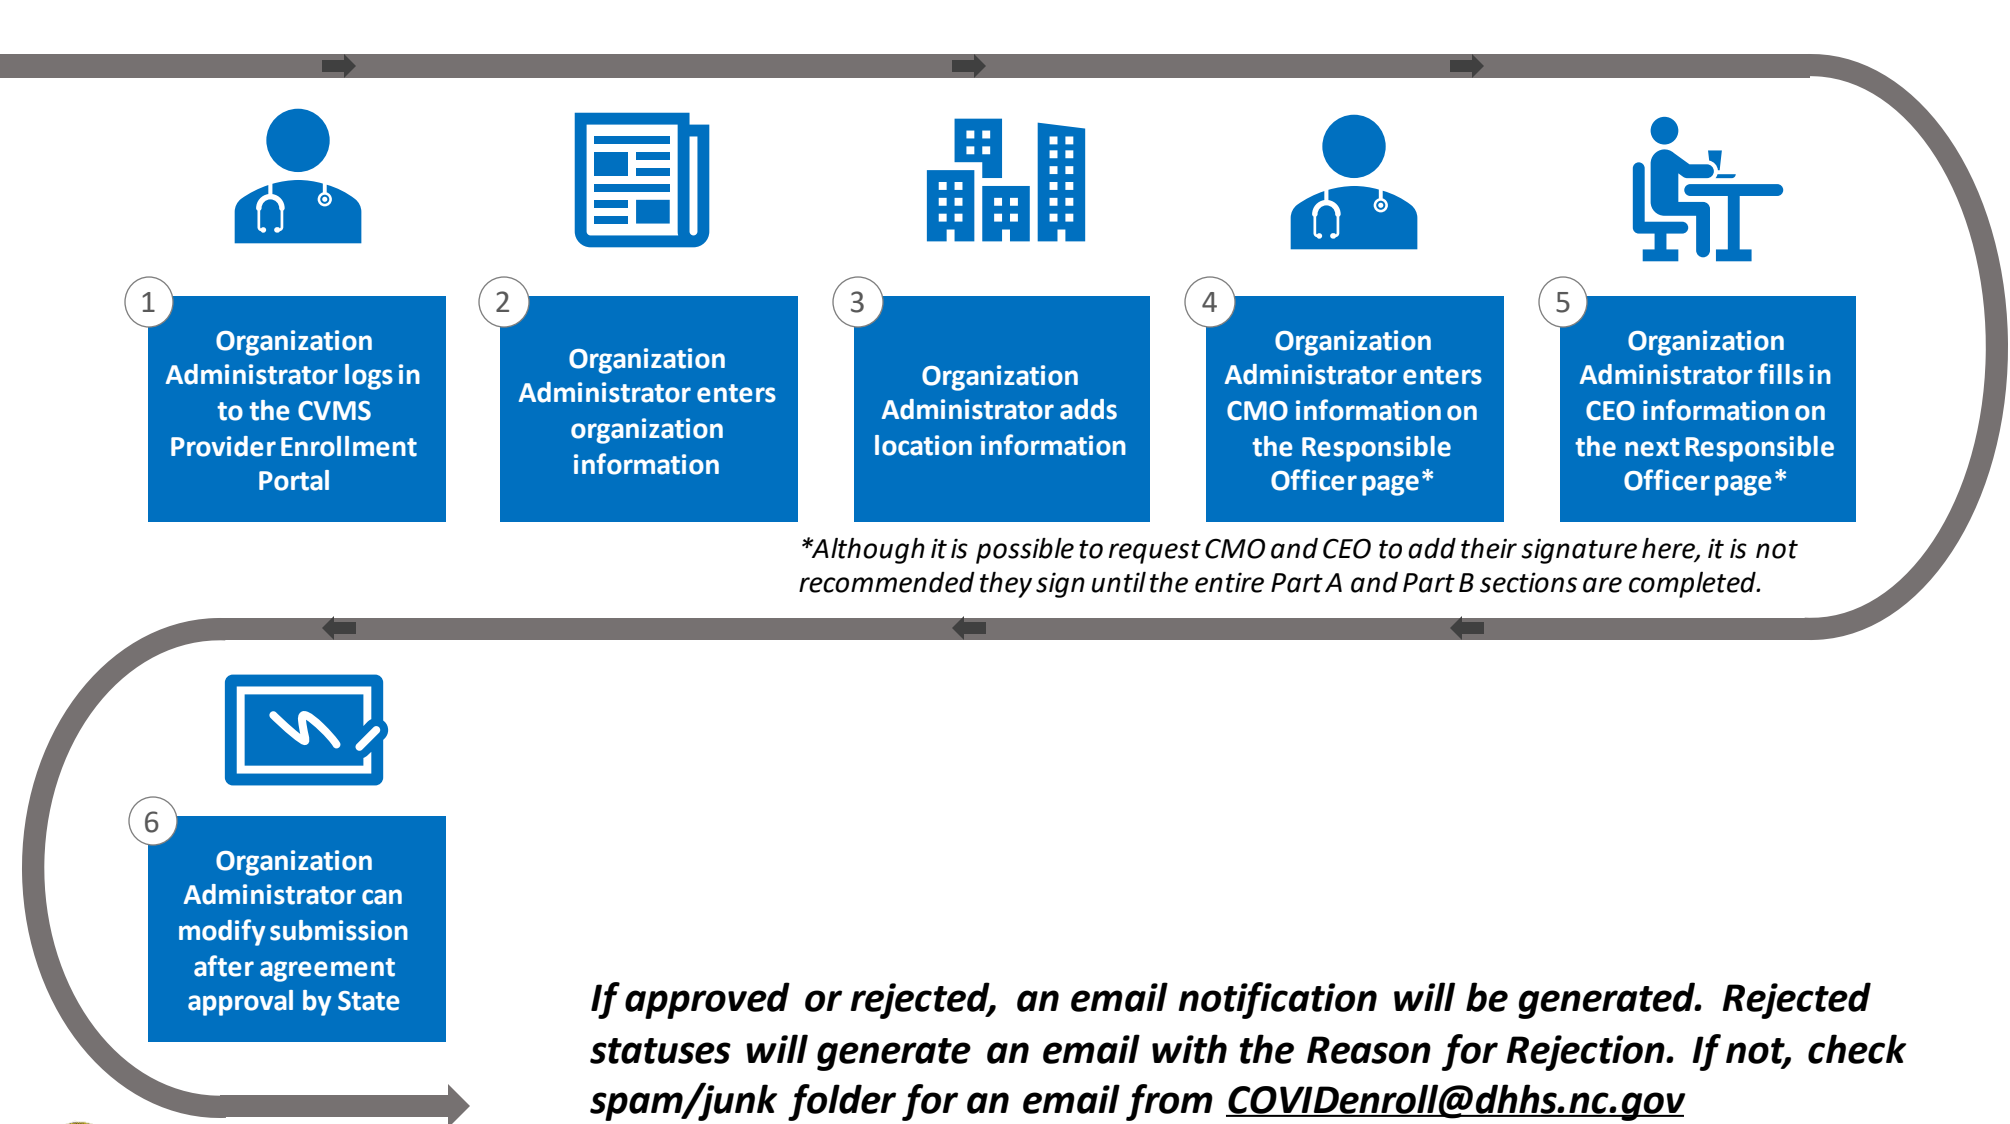 1
Organization
Administrator logs in
to the CVMS
Provider Enrollment
Portal
2
Organization
Administrator enters
organization
information
3
Organization
Administrator adds
location information
4
Organization
Administrator enters
CMO information on
the Responsible
Officer page*
5
Organization
Administrator fills in
CEO information on
the next Responsible
Officer page*
*Although it is possible to request CMO and CEO to add their signature here, it is not
recommended they sign until the entire Part A and Part B sections are completed.
6
Organization
Administrator can
modify submission
after agreement
approval by State
If approved or rejected, an email notification will be generated. Rejected
statuses will generate an email with the Reason for Rejection. If not, check
spam/junk folder for an email from COVIDenroll@dhhs.nc.gov